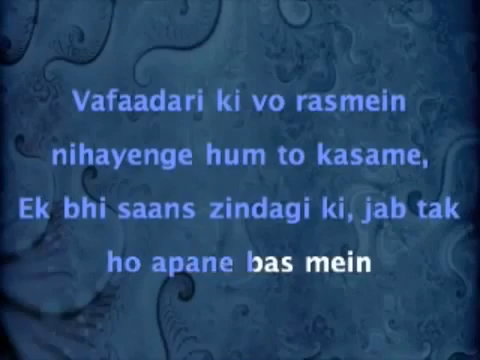 Vafaadari ki vo rasmein
nihayenge hum to kasame,
Ek bhi saans zindagi ki, jab tak
ho apane bas mein